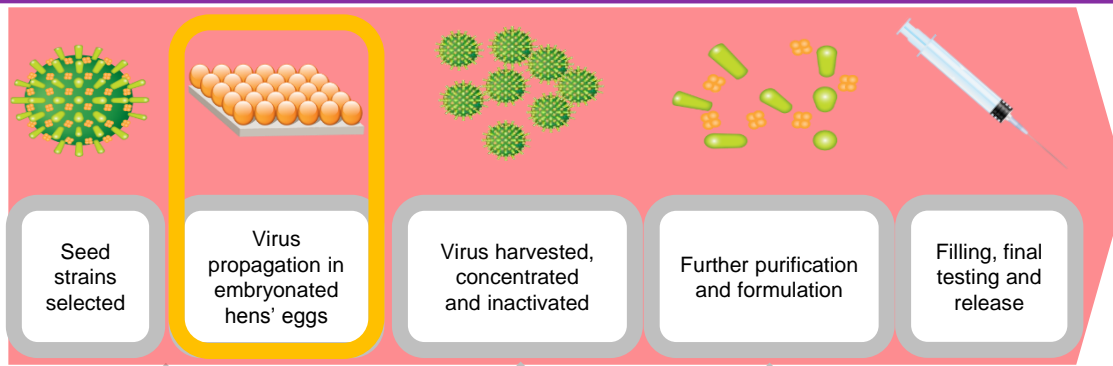 Seed
strains
selected
Virus
propagation in
embryonated
hens' eggs
Virus harvested,
concentrated
and inactivated
Further purification
and formulation
Filling, final
testing and
release